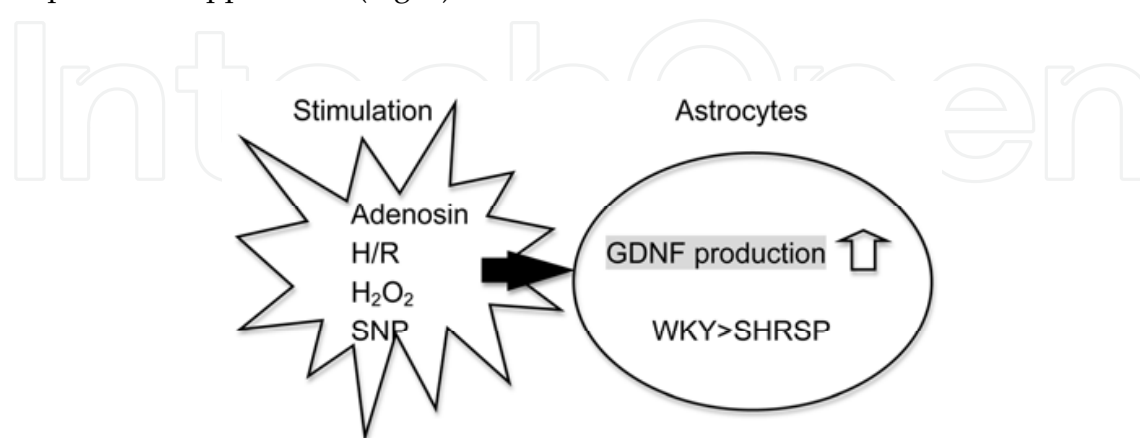 IntechOpen
Stimulation
Adenosin
H/R
H₂O₂
SNP
Astrocytes
GDNF production
WKY>SHRSP